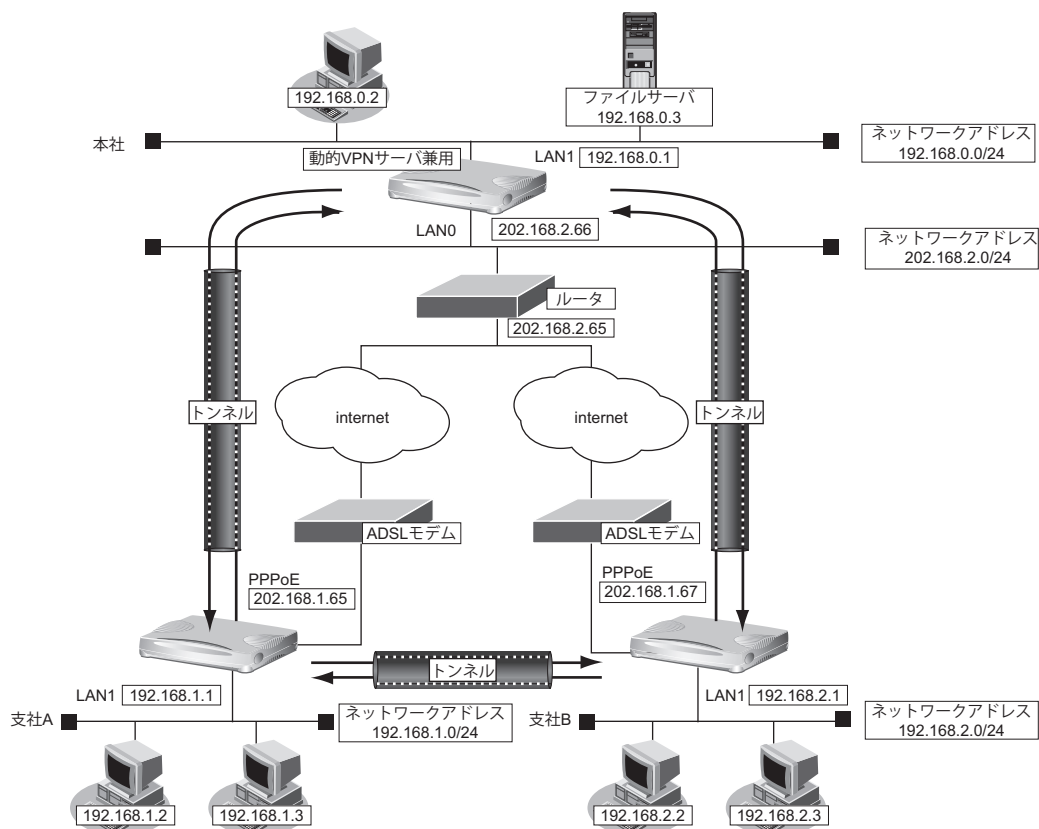 192.168.0.2
ファイルサーバ
192.168.0.3
本社
動的VPNサーバ兼用
LAN1 192.168.0.1
ネットワークアドレス
192.168.0.0/24
LAN0
202.168.2.66
ネットワークアドレス
202.168.2.0/24
ルータ
202.168.2.65
トンネル
internet
internet
トンネル
ADSLモデム
ADSLモデム
PPPoE
202.168.1.65
PPPoE
202.168.1.67
トンネル
LAN1 192.168.1.1
LAN1 192.168.2.1
支社A
ネットワークアドレス
192.168.1.0/24
支社B
ネットワークアドレス
192.168.2.0/24
192.168.1.2
192.168.1.3
192.168.2.2
192.168.2.3